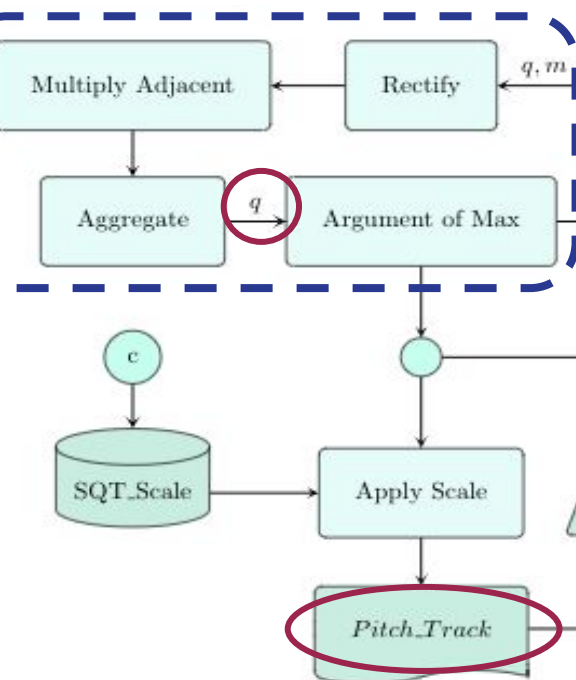 Multiply Adjacent
Rectify
q, m
Aggregate
q
Argument of Max
c
SQT_Scale
Apply Scale
Pitch_Track